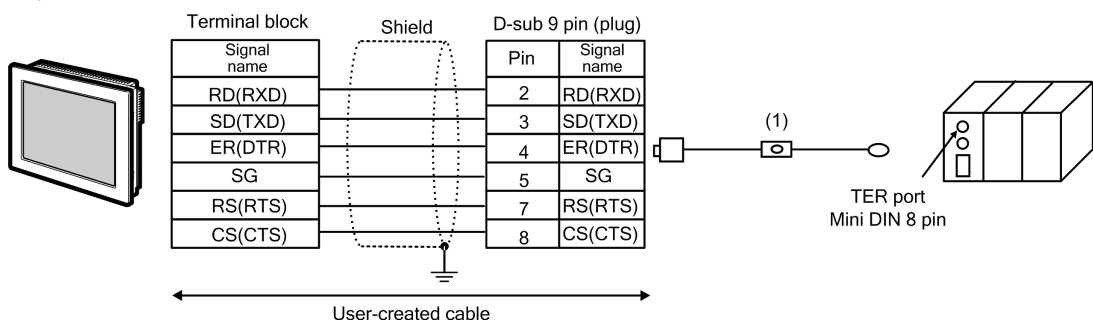 Terminal block
Shield
D-sub 9 pin (plug)
Signal
name
Pin
Signal
name
RD(RXD)
2
RD(RXD)
SD(TXD)
3
SD(TXD)
ER(DTR)
4
ER(DTR)
SG
5
SG
RS(RTS)
7
RS(RTS)
CS(CTS)
8
CS(CTS)
(1)
TER port
Mini DIN 8 pin
User-created cable